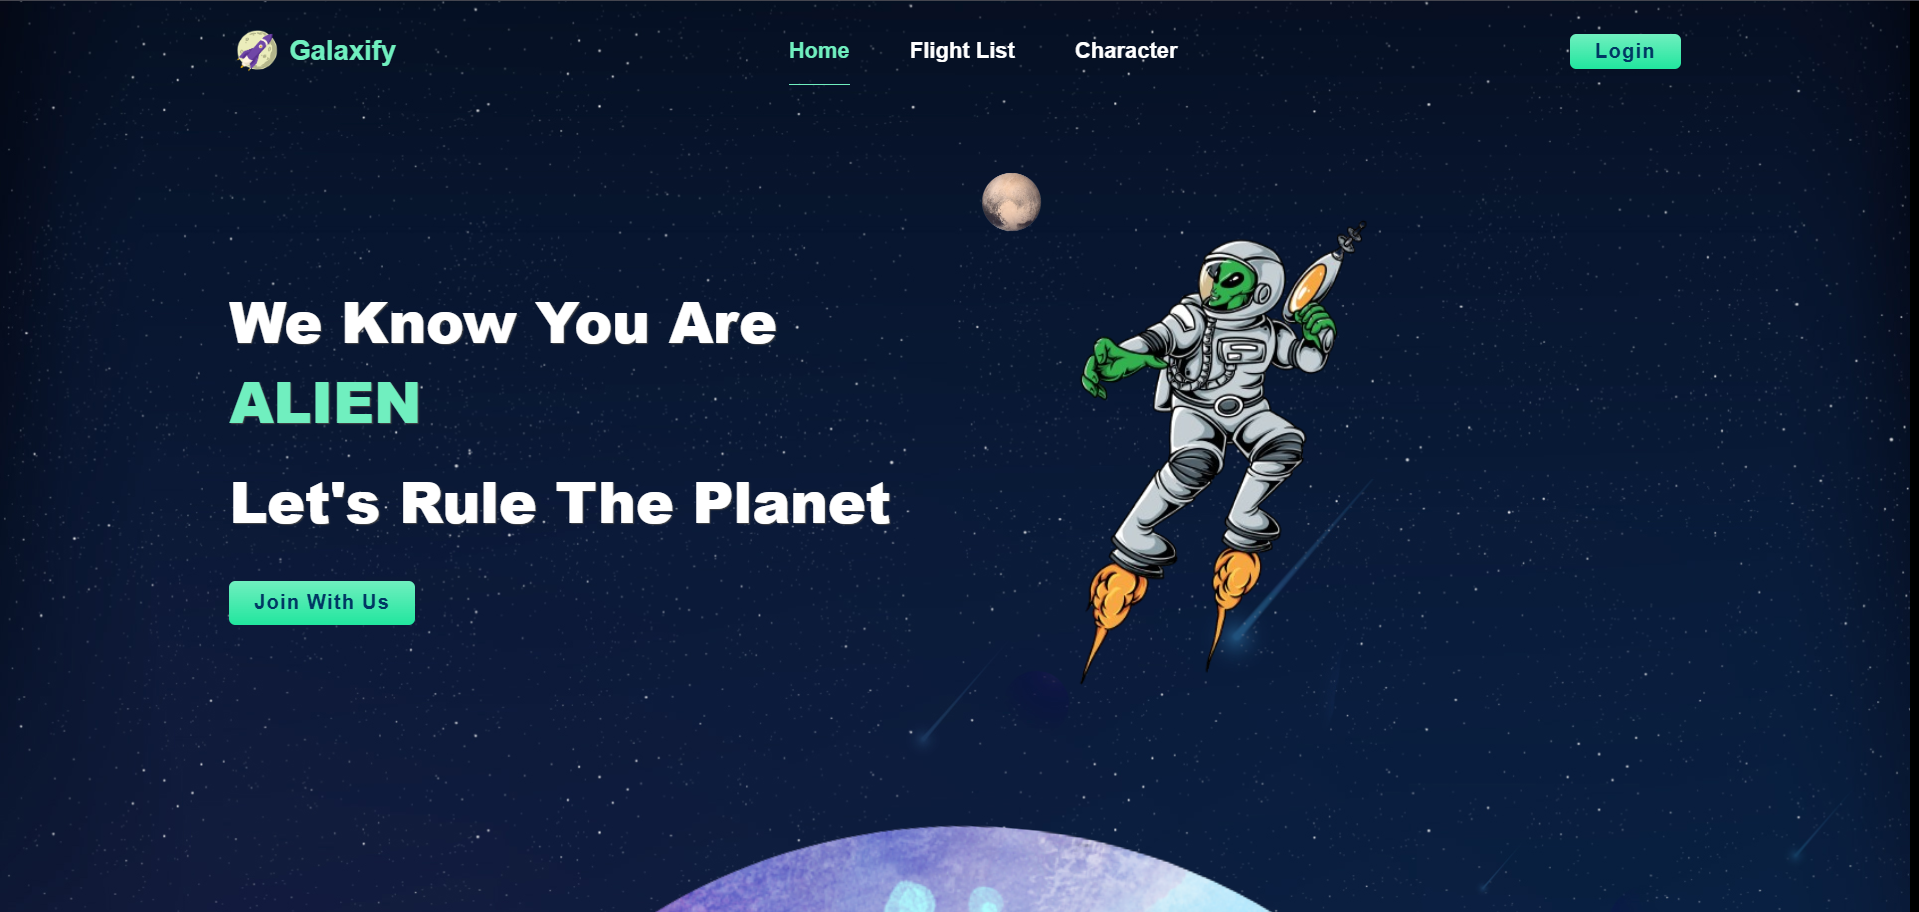 Galaxify
Home
Flight List
Character
Login
We Know You Are
ALIEN
Let's Rule The Planet
Join With Us